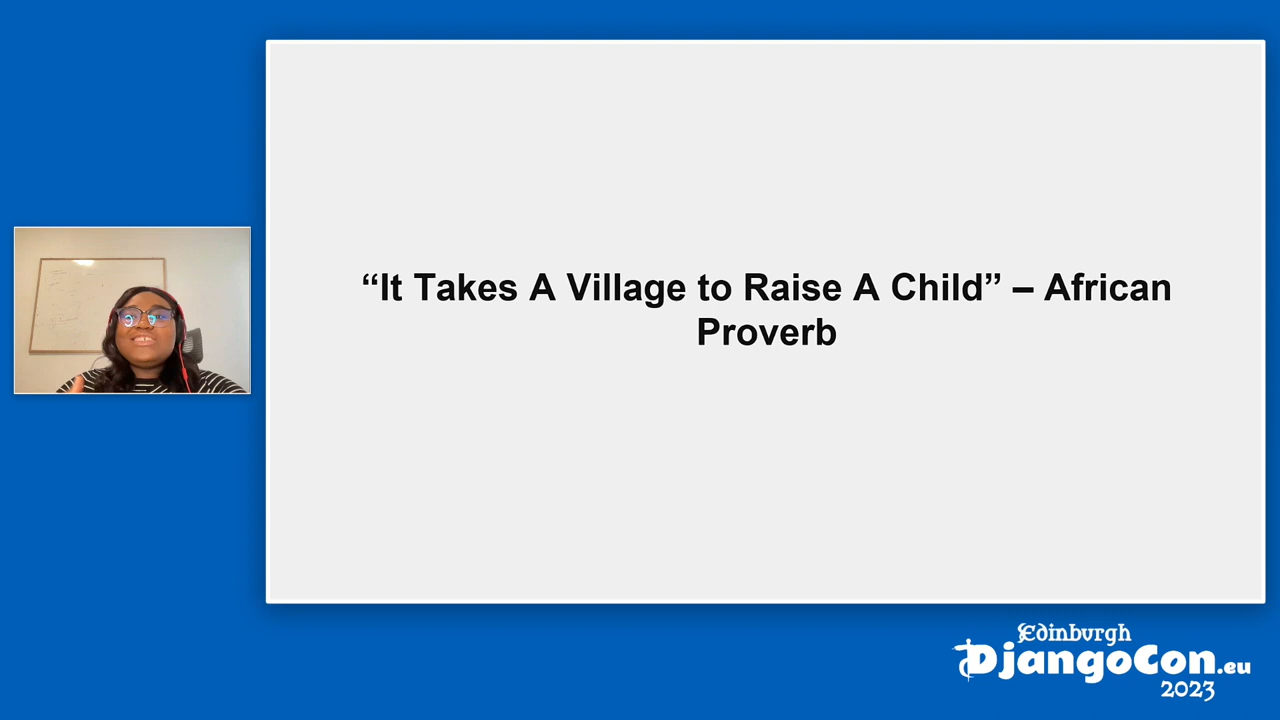 “It Takes A Village to Raise A Child” – African
Proverb
Edinburgh
DjangoCon.eu
2023